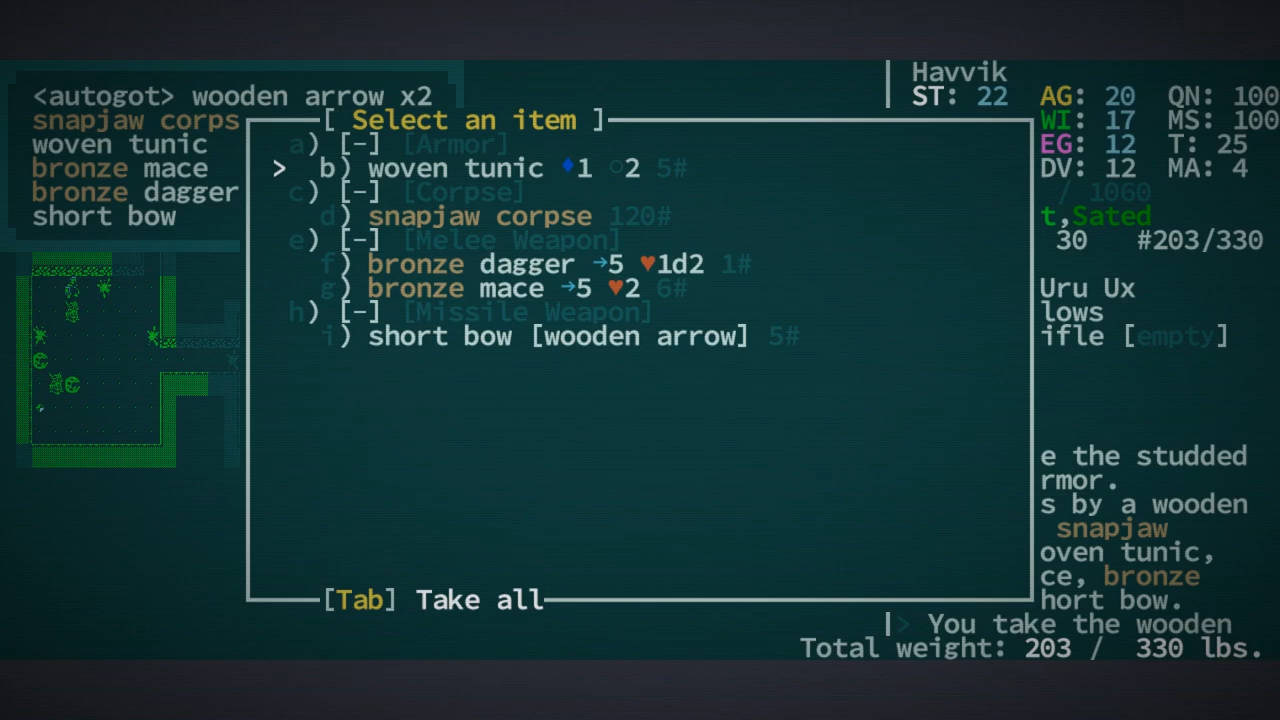 Havvik
<autogot> wooden arrow x2
ST: 22 AG: 20 QN: 100
snapjaw corps
[ Select an item ]
WI: 17 MS: 100
woven tunic
a) [-] [Armor]
EG: 12 T: 25
bronze mace
> b) woven tunic ♦1 ○2 5#
DV: 12 MA: 4
bronze dagger
c) [-] [Corpse]
/ 1060
short bow
d) snapjaw corpse 120#
t,Sated
e) [-] [Melee Weapon]
30 #203/330
f) bronze dagger →5 ♥1d2 1#
g) bronze mace →5 ♥2 6#
Uru Ux
h) [-] [Missile Weapon]
lows
i) short bow [wooden arrow] 5#
ifle [empty]
e the studded
rmor.
s by a wooden
snapjaw
oven tunic,
ce, bronze
hort bow.
[Tab] Take all
> You take the wooden
Total weight: 203 / 330 lbs.